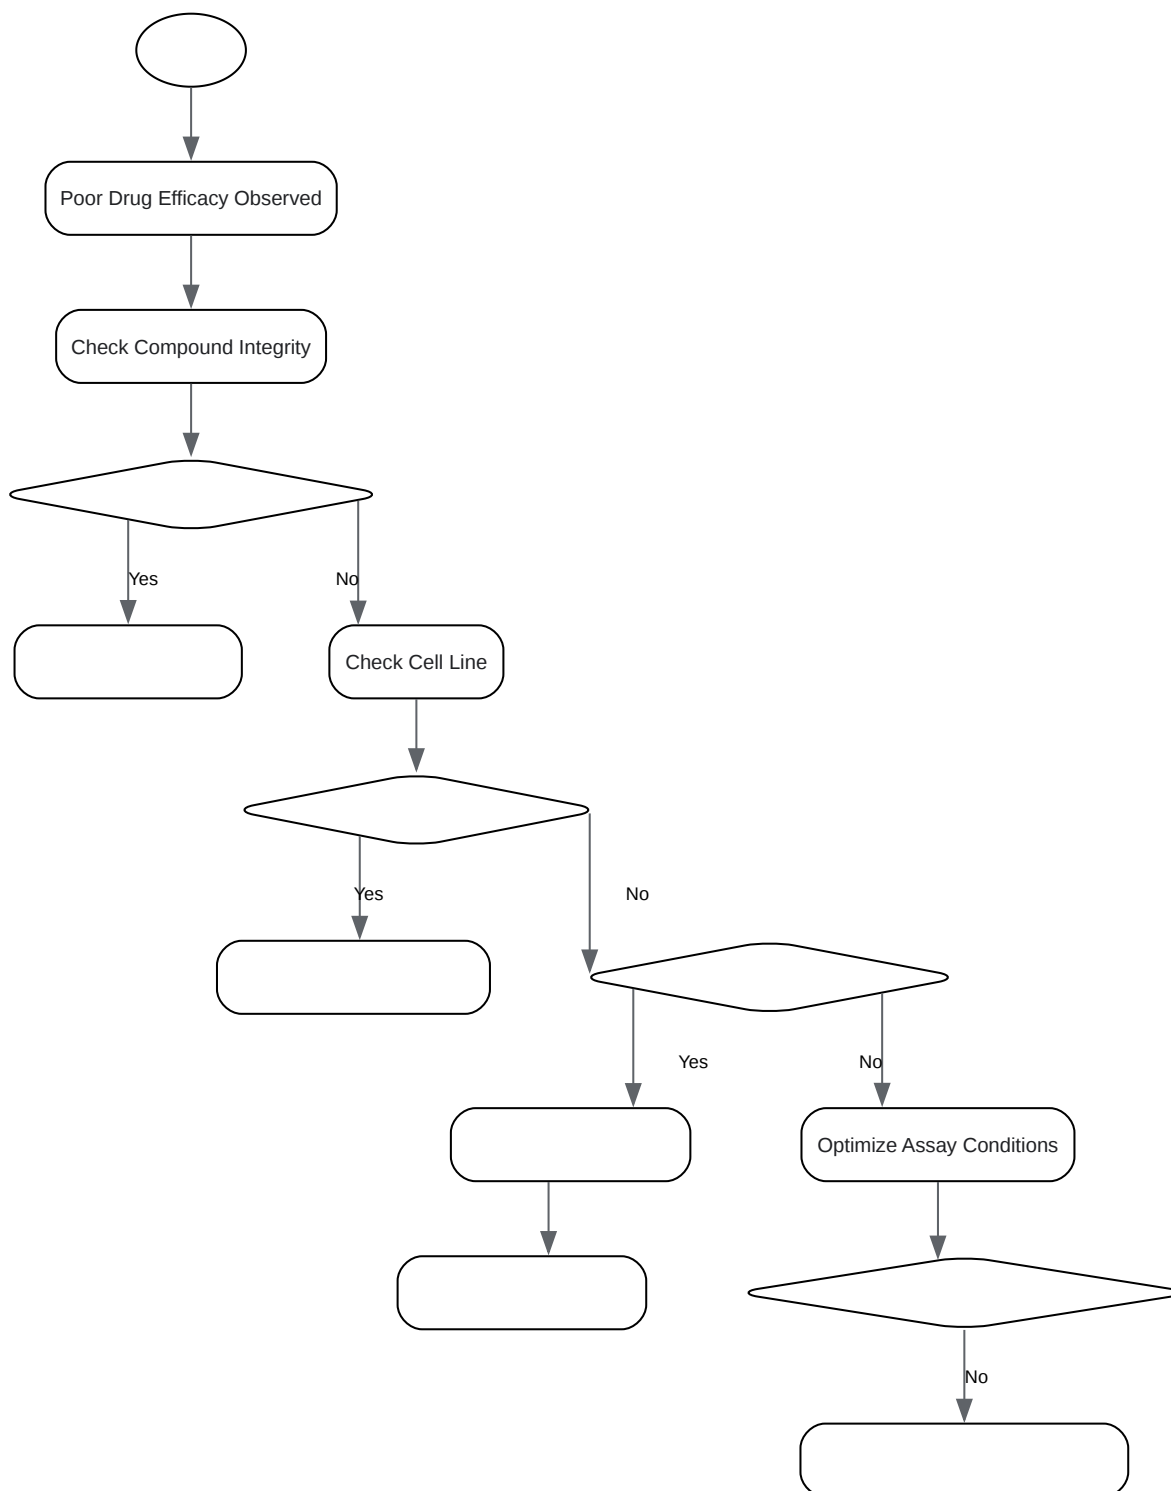 Poor Drug Efficacy Observed
Check Compound Integrity
Yes
No
Check Cell Line
Yes
No
Yes
No
Optimize Assay Conditions
No